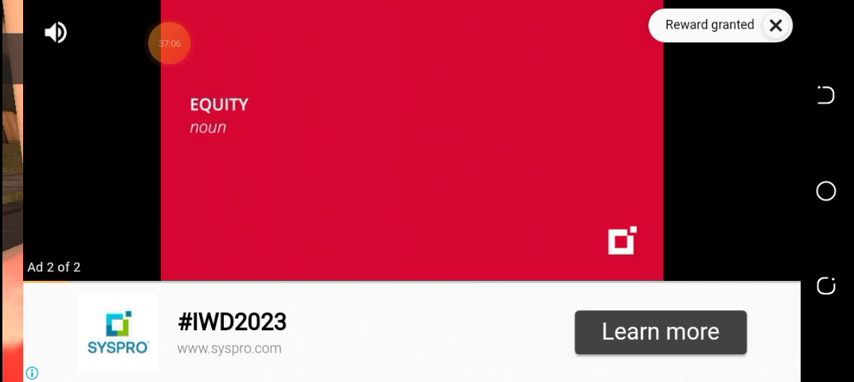 37:06
Reward granted
EQUITY
noun
Ad 2 of 2
SYSPRO
#IWD2023
www.syspro.com
Learn more